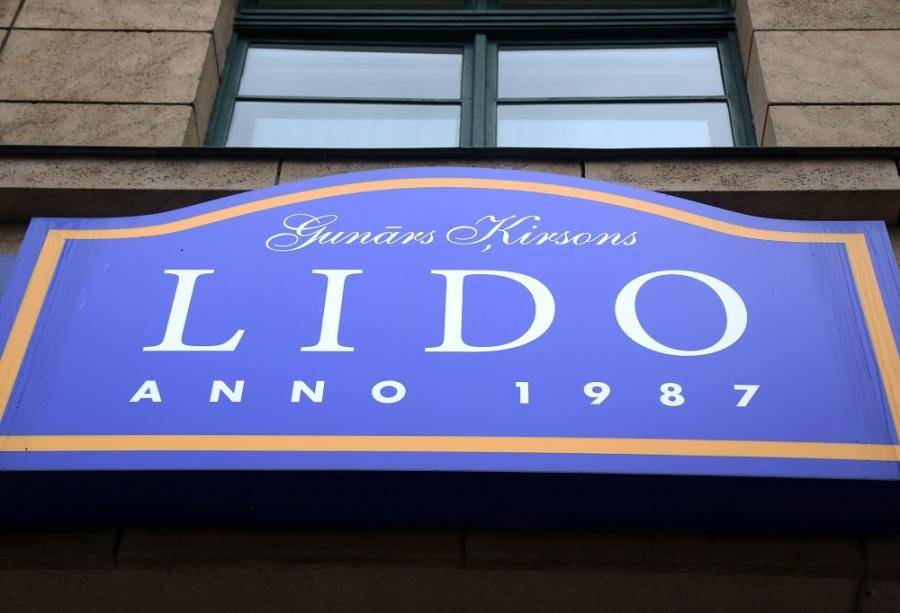 Gunārs Ķirsons
LIDO
ANNO 1987